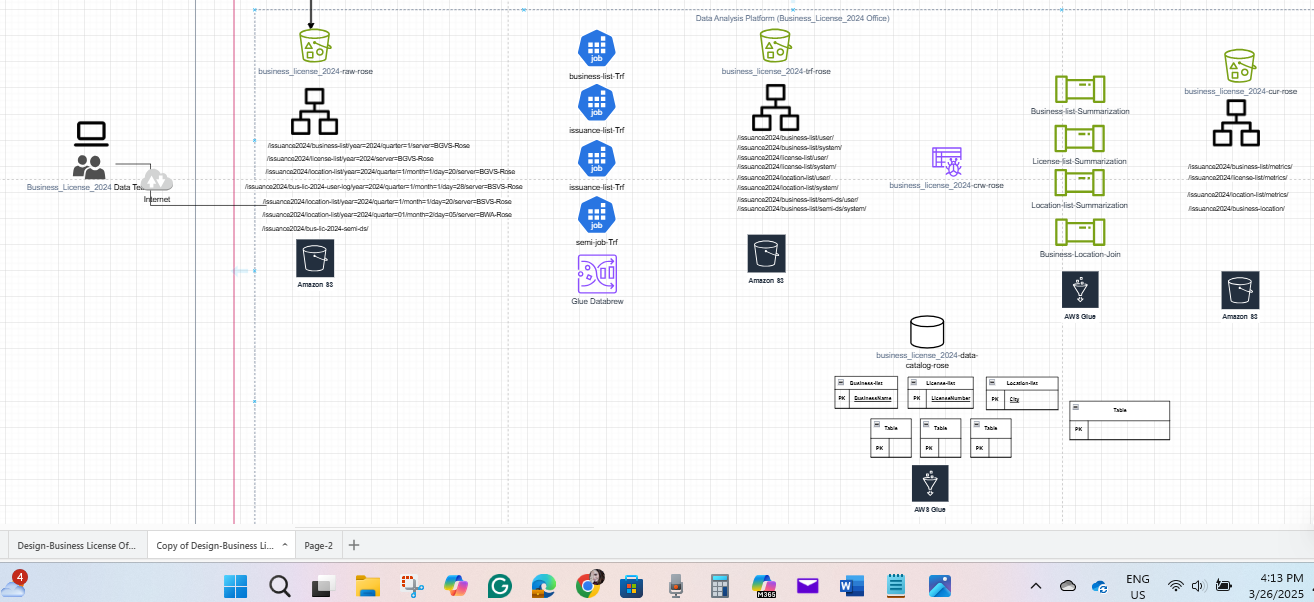 Data Analysis Platform (Business_License_2024 Office)
business_license_2024-raw-rose
/issuance2024/business-list/year=2024/quarter=1/server=BGVS-Rose
/issuance2024/license-list/year=2024/server=BGVS-Rose
/issuance2024/location-list/year=2024/quarter=1/month=1/day=20/server=BGVS-Rose
/issuance2024/bus-lic-2024-user-log/year=2024/quarter=1/month=1/day=28/server=BSVS-Rose
/issuance2024/location-list/year=2024/quarter=1/month=1/day=20/server=BSVS-Rose
/issuance2024/location-list/year=2024/quarter=01/month=2/day=05/server=BWA-Rose
/issuance2024/bus-lic-2024-semi-ds/
Amazon S3
Business_License_2024 Data Te
Internet
job
business-list-Trf
job
issuance-list-Trf
job
issuance-list-Trf
job
semi-job-Trf
Glue Databrew
business_license_2024-trf-rose
/issuance2024/business-list/user/
/issuance2024/business-list/system/
/issuance2024/license-list/user/
/issuance2024/license-list/system/
/issuance2024/location-list/user/
/issuance2024/location-list/system/
/issuance2024/business-list/semi-ds/user/
/issuance2024/business-list/semi-ds/system/
Amazon S3
business_license_2024-crw-rose
Business-list-Summarization
License-list-Summarization
Location-list-Summarization
Business-Location-Join
AWS Glue
business_license_2024-cur-rose
/issuance2024/business-list/metrics/
/issuance2024/license-list/metrics/
/issuance2024/location-list/metrics/
/issuance2024/business-location/
Amazon S3
business_license_2024-data-
catalog-rose
Business-list
PK BusinessName
License-list
PK LicenseNumber
Location-list
PK City
Table
PK
Table
PK
Table
PK
Table
PK
AWS Glue
Design-Business License Of...
Copy of Design-Business Li...
Page-2
4
M365
ENG
US
4:13 PM
3/26/2025